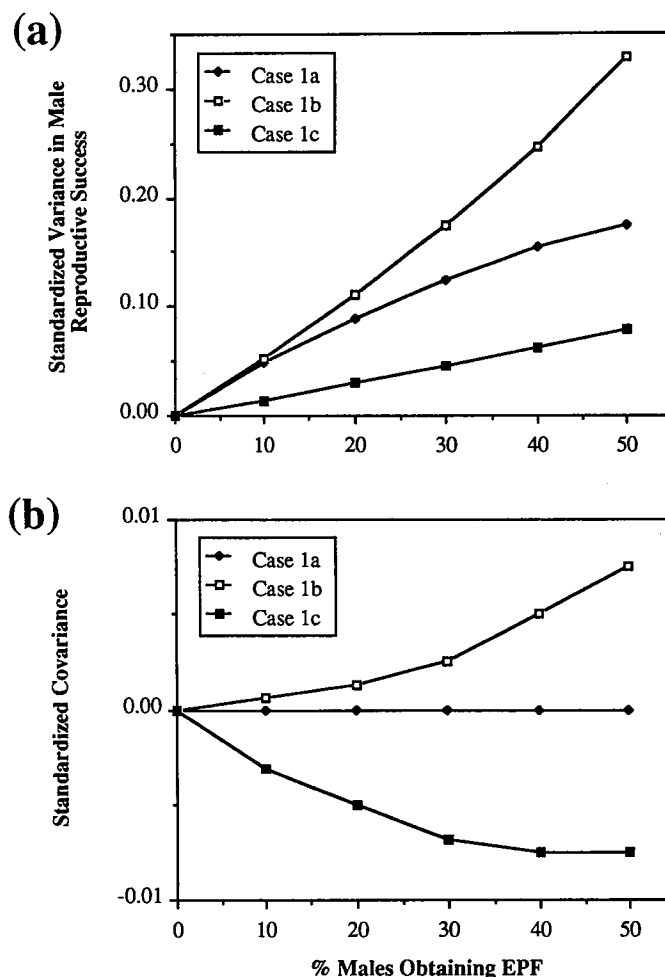 (a)
Standardized Variance in Male
Reproductive Success
0.30
0.20
0.10
0.00
Case 1a
Case 1b
Case 1c
0 10 20 30 40 50
(b)
Standardized Covariance
0.01
0.00
-0.01
Case 1a
Case 1b
Case 1c
0 10 20 30 40 50
% Males Obtaining EPF